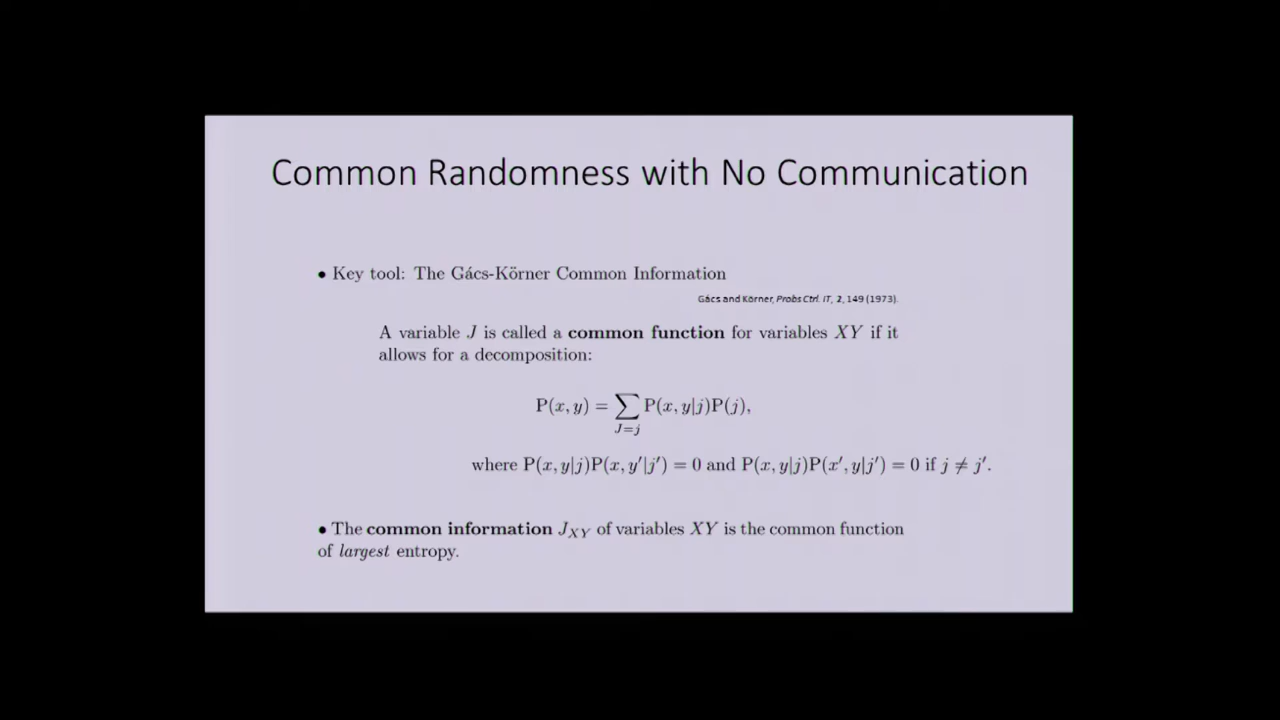 Common Randomness with No Communication
• Key tool: The Gács-Körner Common Information
Gács and Körner, Probs Ctrl. IT, 2, 149 (1973).
A variable J is called a common function for variables XY if it
allows for a decomposition:
P(x, y) = ∑ P(x, y|j)P(j),
J=j
where P(x, y|j)P(x, y′|j′) = 0 and P(x, y|j)P(x′, y|j′) = 0 if j ≠ j′.
• The common information J_XY of variables XY is the common function
of largest entropy.